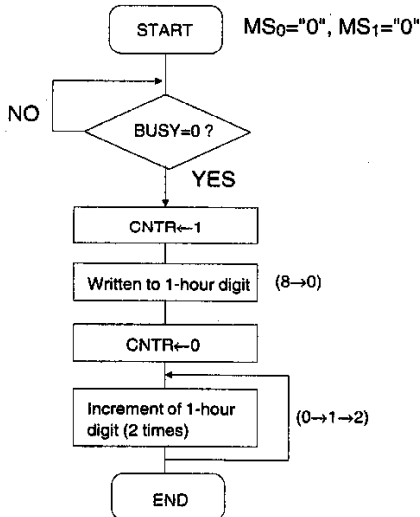 START MS₀="0", MS₁="0"
NO
BUSY=0 ?
YES
CNTR←1
Written to 1-hour digit (8→0)
CNTR←0
Increment of 1-hour
digit (2 times)
(0→1→2)
END